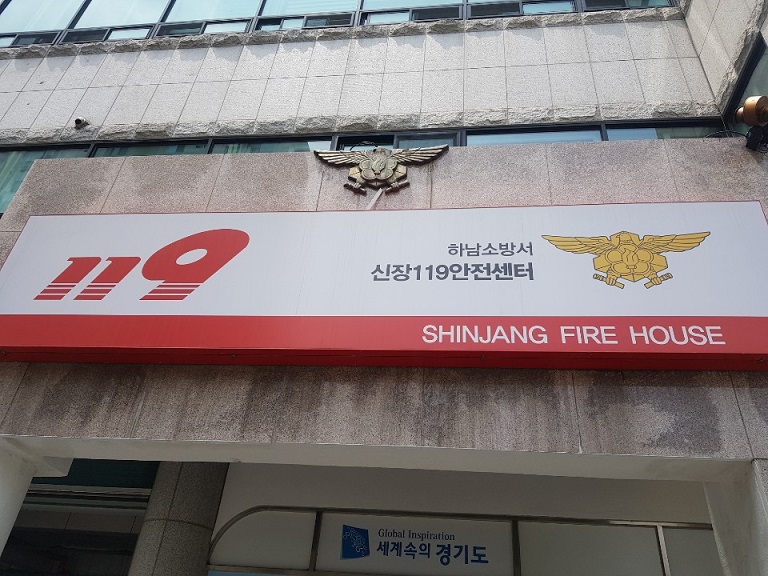 119
하남소방서
신장119안전센터
SHINJANG FIRE HOUSE
Global Inspiration
세계속의 경기도